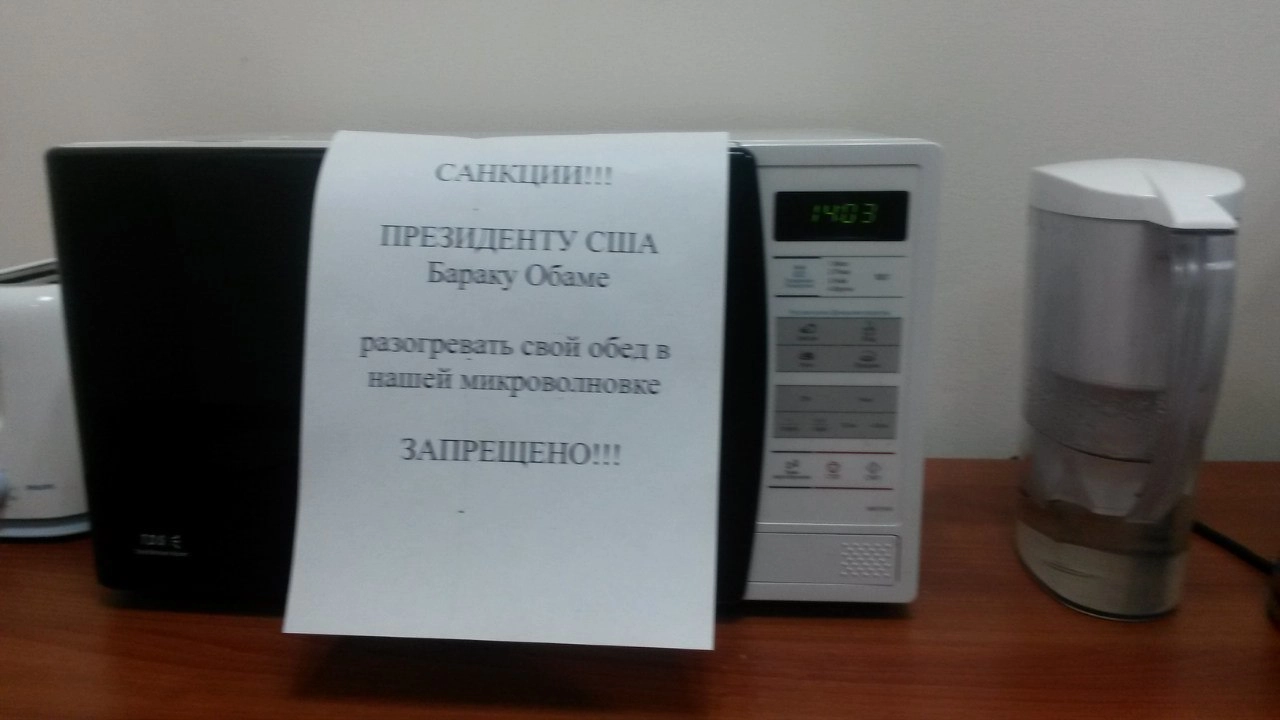 САНКЦИИ!!!
ПРЕЗИДЕНТУ США
Бараку Обаме
разогревать свой обед в
нашей микроволновке
ЗАПРЕЩЕНО!!!
14:03